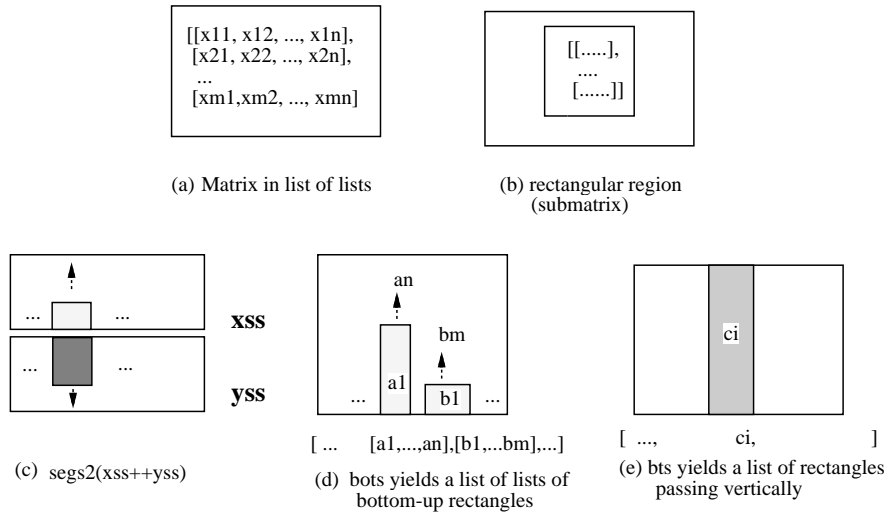 [[x11, x12, ..., x1n],
[x21, x22, ..., x2n],
...
[xm1,xm2, ..., xmn]
[[.....],
....
[......]]
(a) Matrix in list of lists
(b) rectangular region
(submatrix)
... ...
xss
... ...
yss
(c) segs2(xss++yss)
an
bm
a1
b1
... ...
[ ... [a1,...,an],[b1,...bm],...]
(d) bots yields a list of lists of
bottom-up rectangles
ci
[ ..., ci, ]
(e) bts yields a list of rectangles
passing vertically